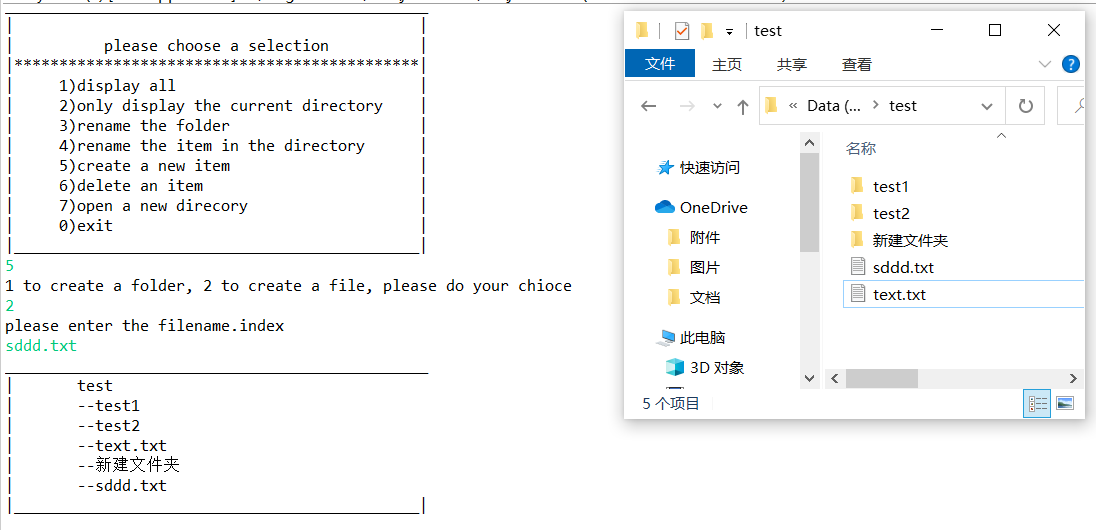 please choose a selection
|*********************************************|
1)display all
2)only display the current directory
3)rename the folder
4)rename the item in the directory
5)create a new item
6)delete an item
7)open a new direcory
0)exit
5
1 to create a folder, 2 to create a file, please do your chioce
2
please enter the filename.index
sddd.txt
test
--test1
--test2
--text.txt
--新建文件夹
--sddd.txt
test
文件 主页 共享 查看 ?
« Data (... > test
快速访问
OneDrive
附件
图片
文档
此电脑
3D 对象
名称
test1
test2
新建文件夹
sddd.txt
text.txt
5 个项目